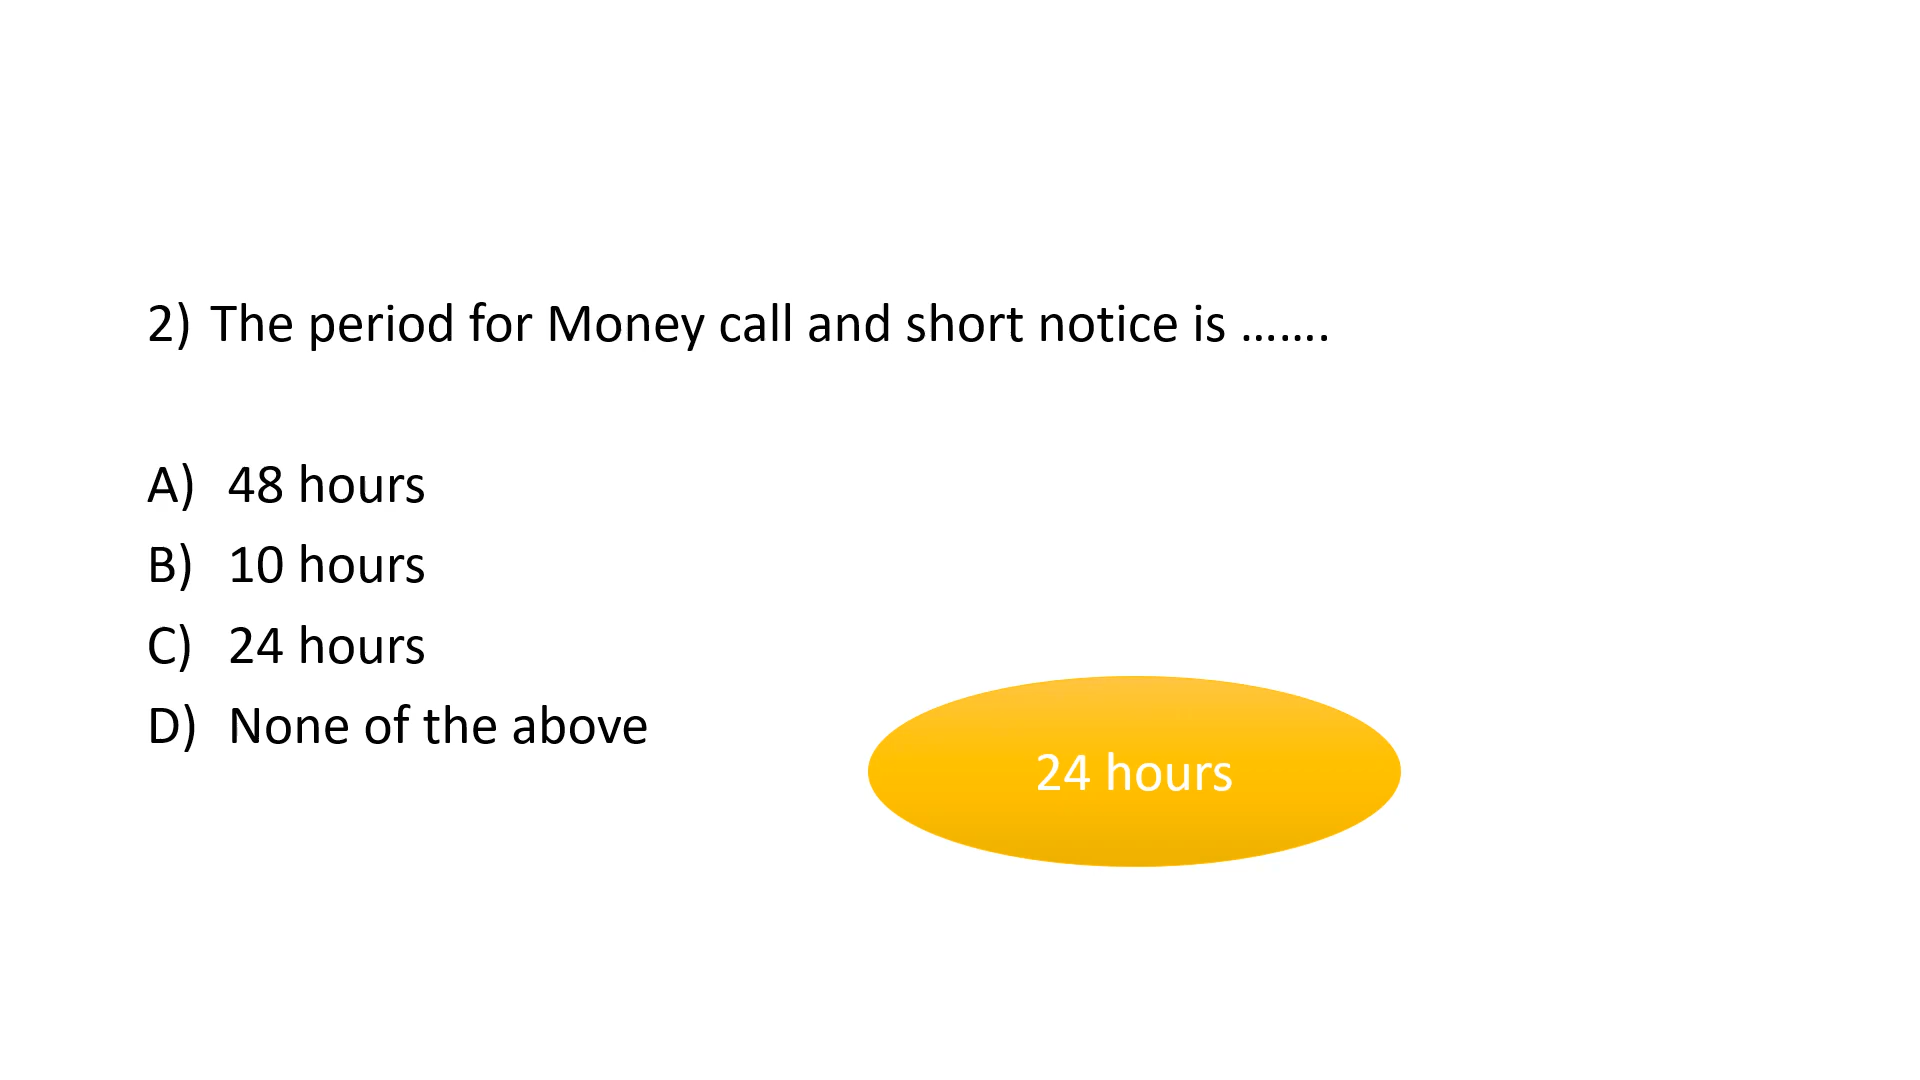 2) The period for Money call and short notice is .......
A) 48 hours
B) 10 hours
C) 24 hours
D) None of the above
24 hours